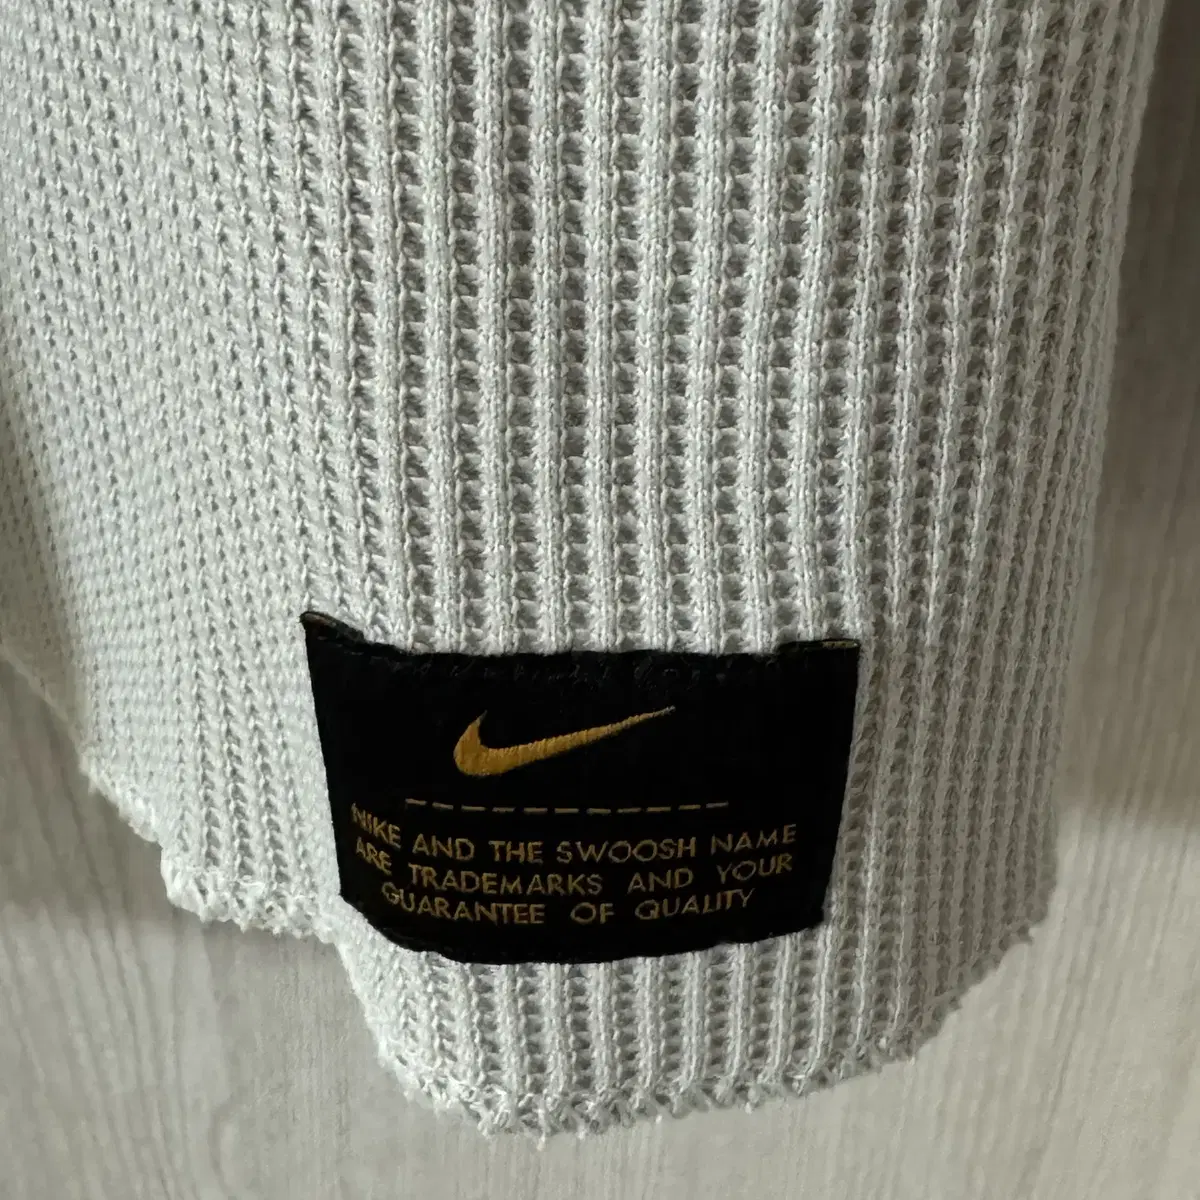 NIKE AND THE SWOOSH NAME
ARE TRADEMARKS AND YOUR
GUARANTEE OF QUALITY